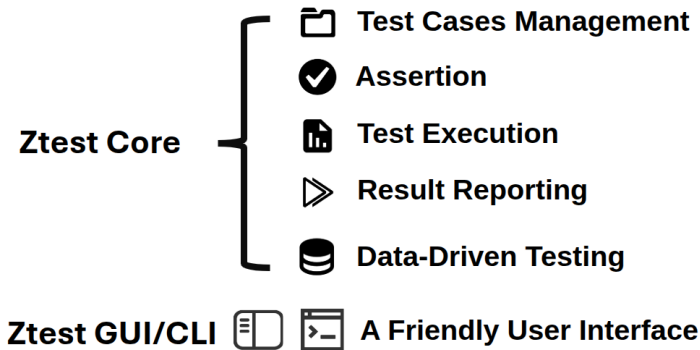 Test Cases Management
Assertion
Ztest Core
Test Execution
Result Reporting
Data-Driven Testing
Ztest GUI/CLI A Friendly User Interface